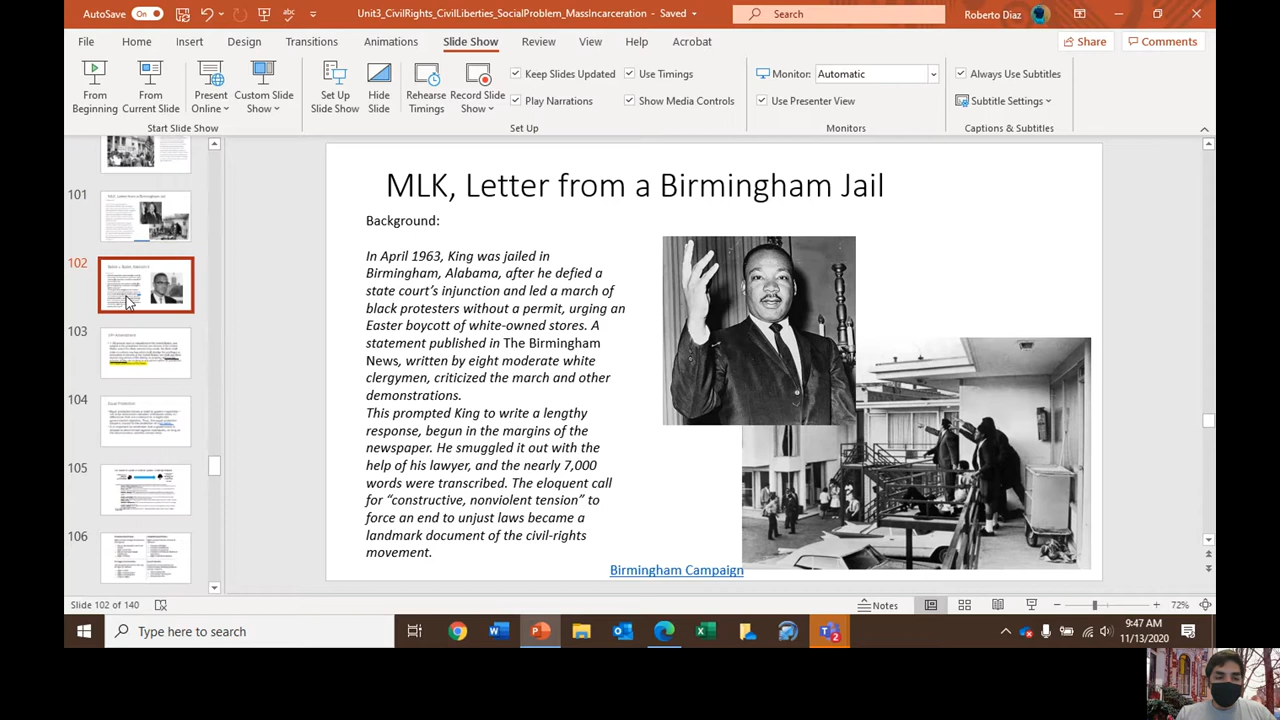 AutoSave On Unit3_CivilRights_CivilLiberties_SocialProblem_MassIncarceration - Saved Search Roberto Diaz
File Home Insert Design Transitions Animations Slide Show Review View Help Acrobat Share Comments
From Beginning
From Current Slide
Present Online
Custom Slide Show
Start Slide Show
Set Up Slide Show
Hide Slide
Rehearse Timings
Record Slide Show
Keep Slides Updated
Use Timings
Play Narrations
Show Media Controls
Set Up
Monitor: Automatic
Use Presenter View
Monitors
Always Use Subtitles
Subtitle Settings
Captions & Subtitles
101
102
103
104
105
106
MLK, Letter from a Birmingham Jail
Background:
In April 1963, King was jailed in
Birmingham, Alabama, after he defied a
state court's injunction and led a march of
black protesters without a permit, urging an
Easter boycott of white-owned stores. A
statement published in The Birmingham
News, written by eight moderate white
clergymen, criticized the march and other
demonstrations.
This prompted King to write a lengthy
response, begun in the margins of the
newspaper. He smuggled it out with the
help of his lawyer, and the nearly 7,000
words were transcribed. The eloquent call
for “constructive, nonviolent tension” to
force an end to unjust laws became a
landmark document of the civil-rights
movement.
Birmingham Campaign
Slide 102 of 140 Notes 72%
Type here to search
9:47 AM
11/13/2020